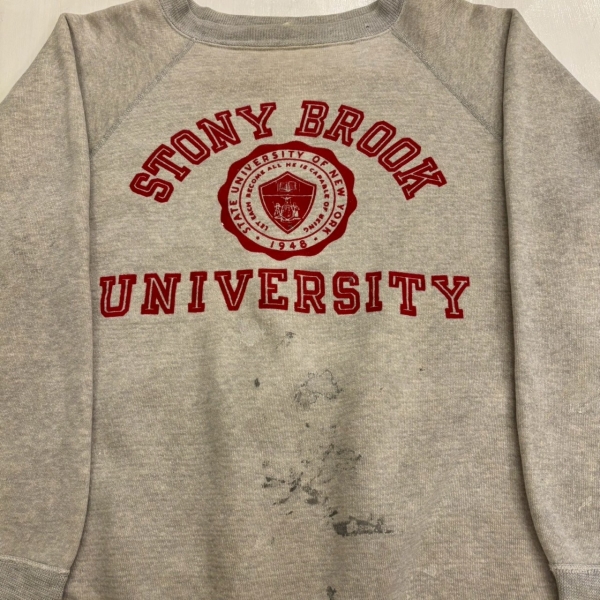 STONY BROOK
STATE UNIVERSITY OF NEW YORK
LET EACH BECOME ALL HE IS CAPABLE OF BEING
• 1948 •
UNIVERSITY